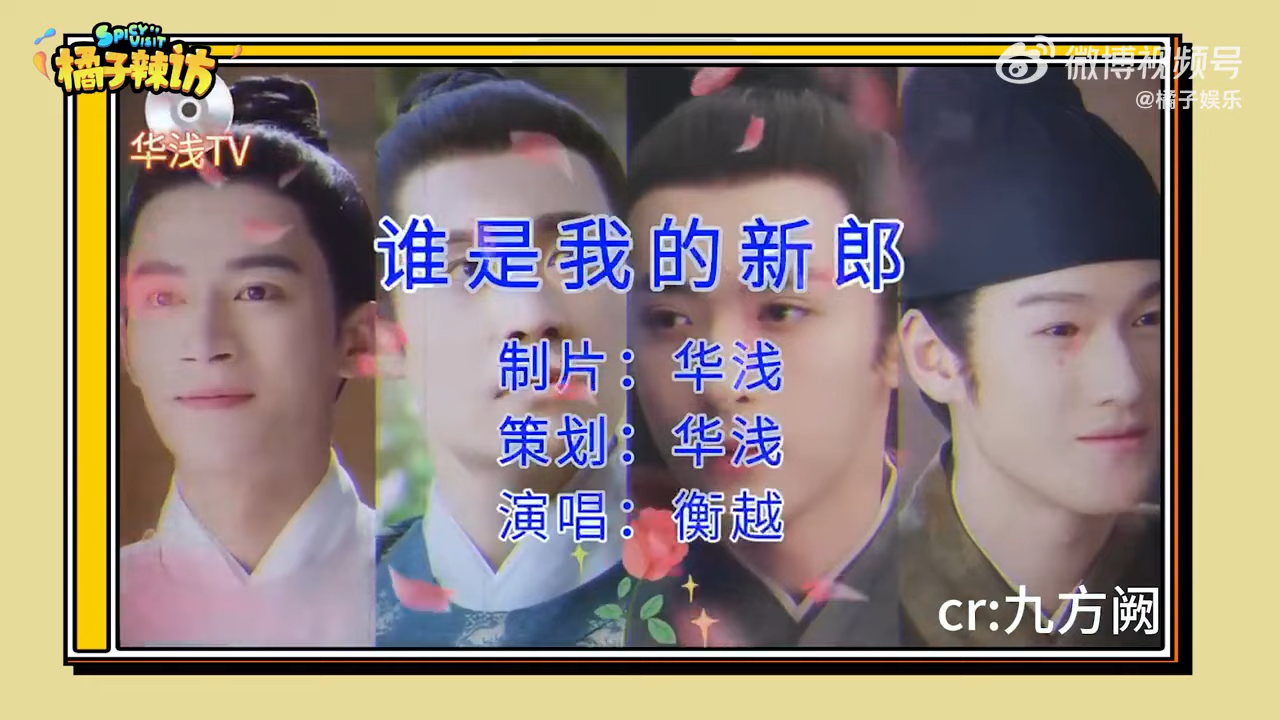 SPICY VISIT
橘子辣访
微博视频号
@橘子娱乐
华浅TV
谁是我的新郎
制片：华浅
策划：华浅
演唱：衡越
cr:九方阙